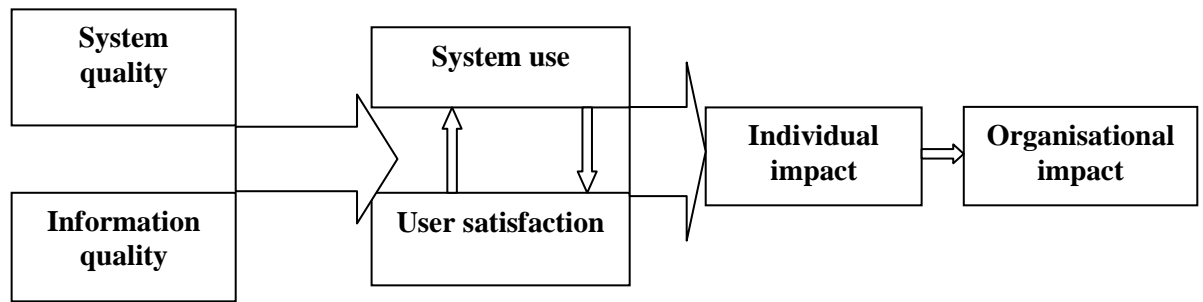 System
quality
System use
Individual
impact
Organisational
impact
Information
quality
User satisfaction